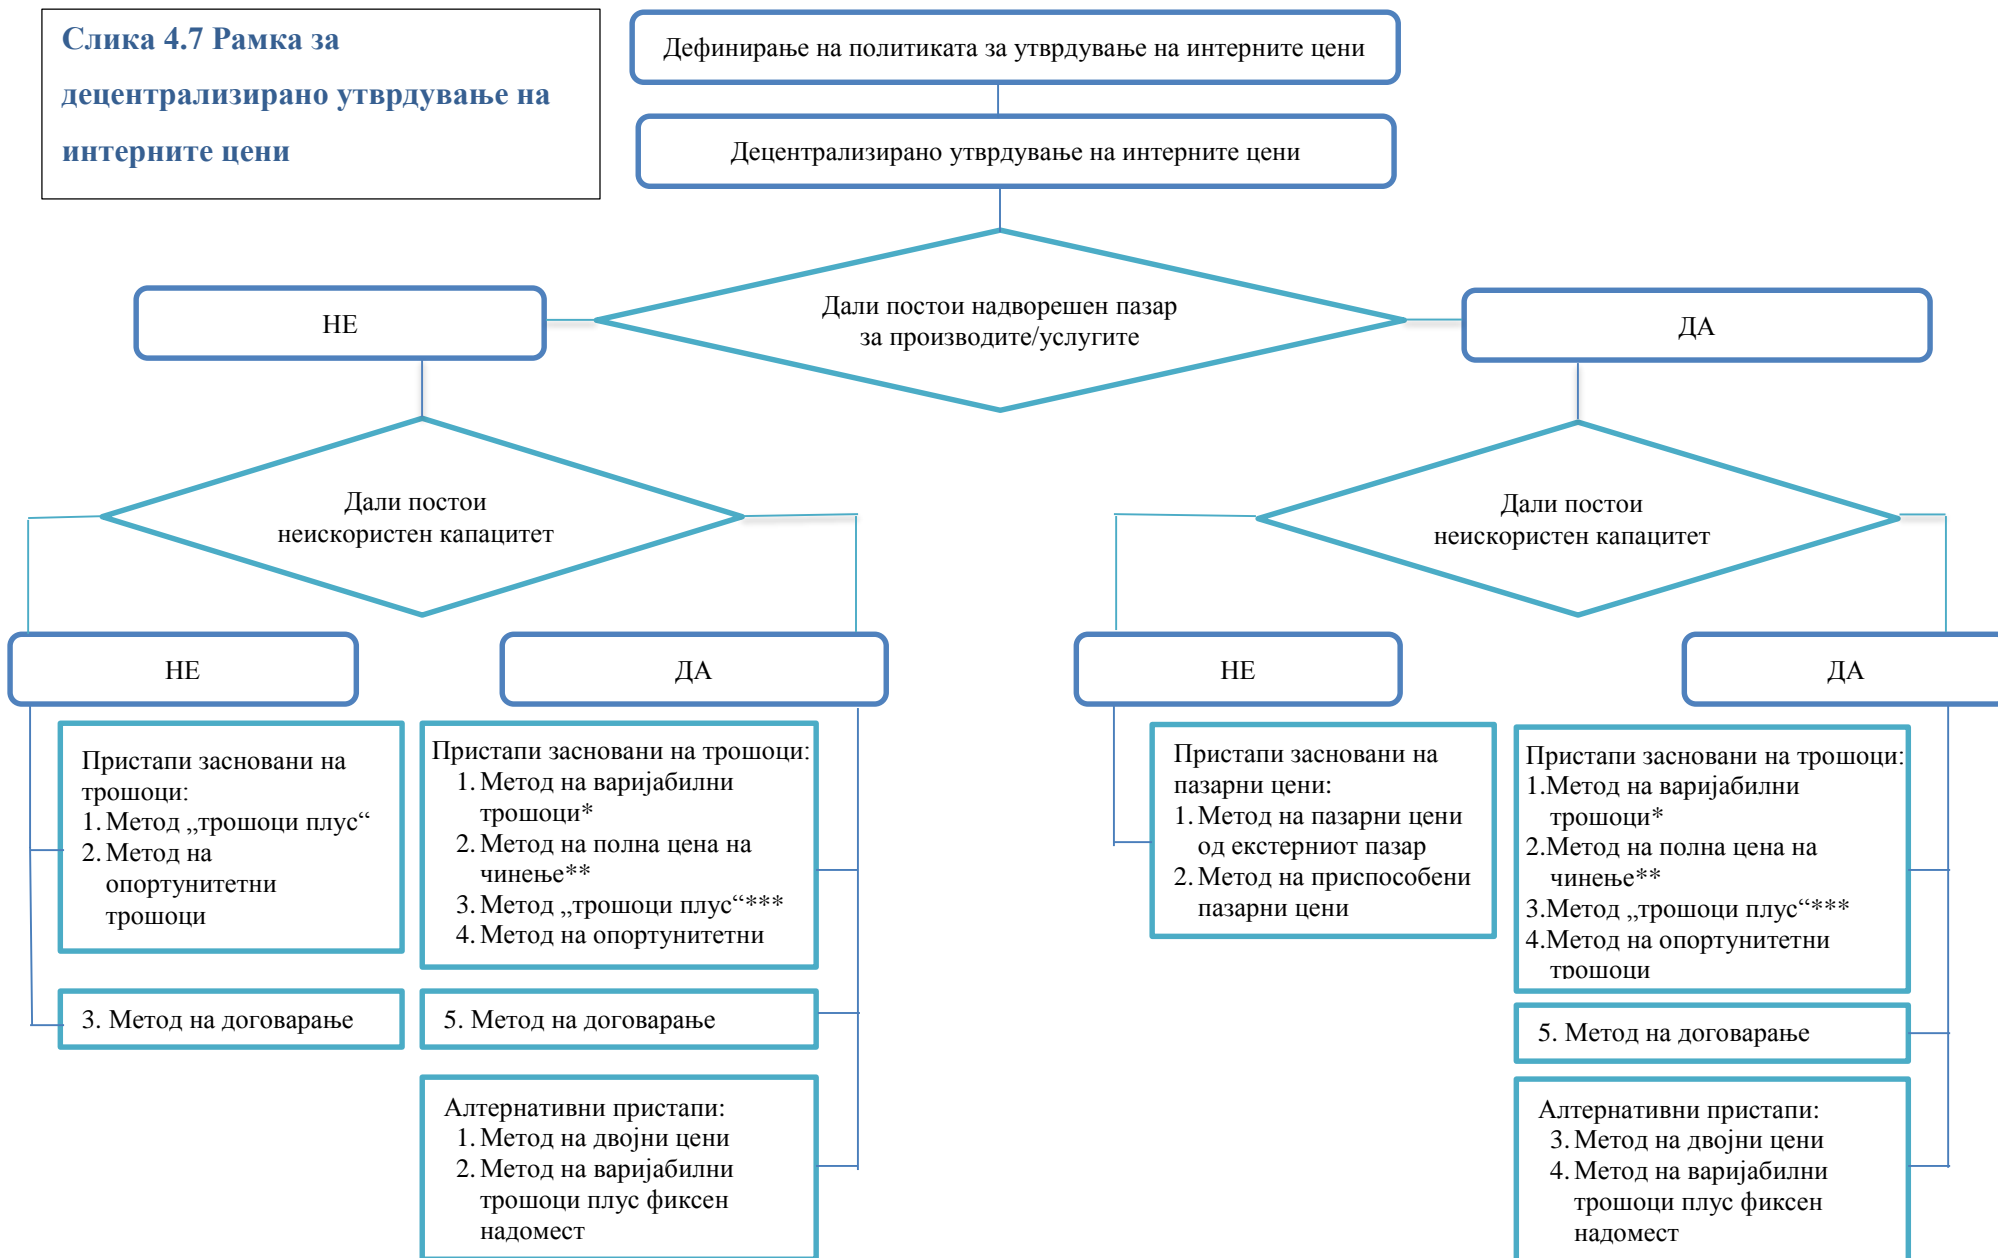 Слика 4.7 Рамка за
децентрализирано утврдување на
интерните цени
Дефинирање на политиката за утврдување на интерните цени
Децентрализирано утврдување на интерните цени
Дали постои надворешен пазар
за производите/услугите
НЕ
ДА
Дали постои
неискористен капацитет
Дали постои
неискористен капацитет
НЕ
ДА
НЕ
ДА
Пристапи засновани на
трошоци:
1. Метод „трошоци плус“
2. Метод на
опортунитетни
трошоци
3. Метод на договарање
Пристапи засновани на трошоци:
1. Метод на варијабилни
трошоци*
2. Метод на полна цена на
чинење**
3. Метод „трошоци плус“***
4. Метод на опортунитетни
5. Метод на договарање
Алтернативни пристапи:
1. Метод на двојни цени
2. Метод на варијабилни
трошоци плус фиксен
надомест
Пристапи засновани на
пазарни цени:
1. Метод на пазарни цени
од екстерниот пазар
2. Метод на приспособени
пазарни цени
Пристапи засновани на трошоци:
1.Метод на варијабилни
трошоци*
2.Метод на полна цена на
чинење**
3.Метод „трошоци плус“***
4.Метод на опортунитетни
трошоци
5. Метод на договарање
Алтернативни пристапи:
3. Метод на двојни цени
4. Метод на варијабилни
трошоци плус фиксен
надомест